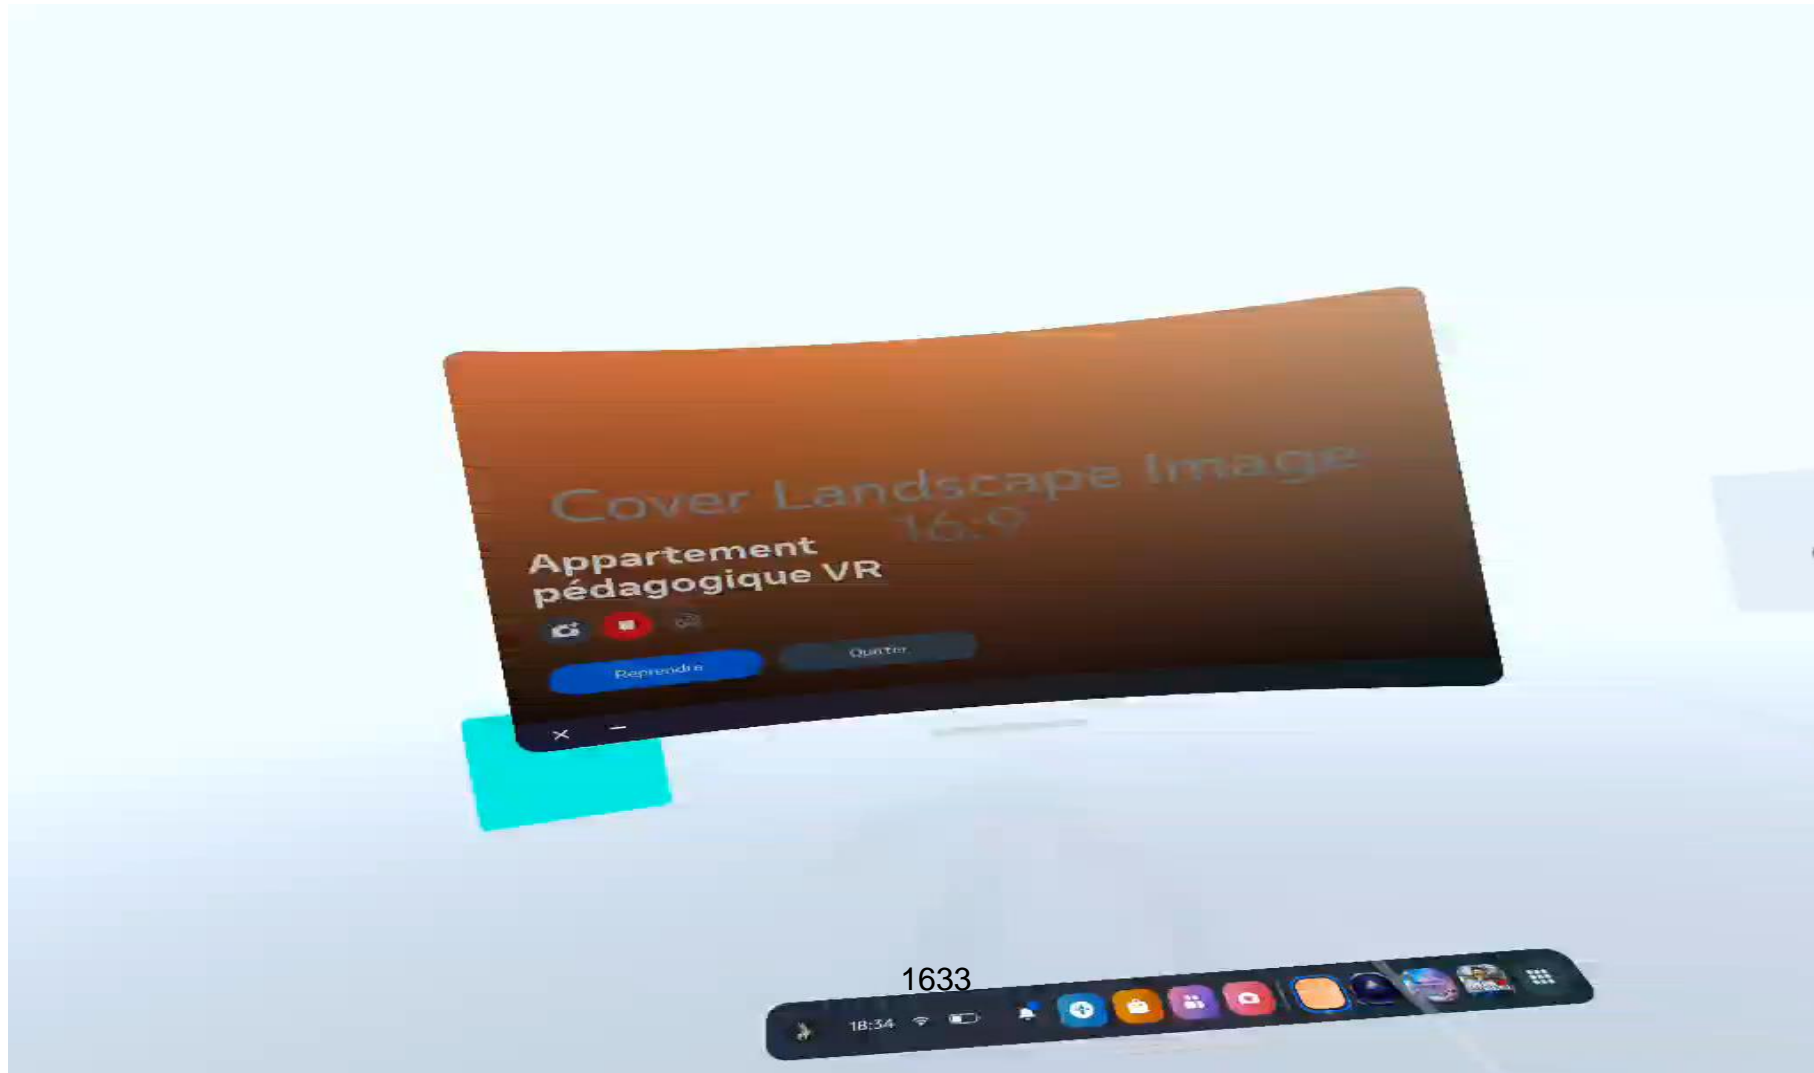 Cover Landscape Image
16:9
Appartement
pédagogique VR
Reprendre
Quitter
1633
18:34